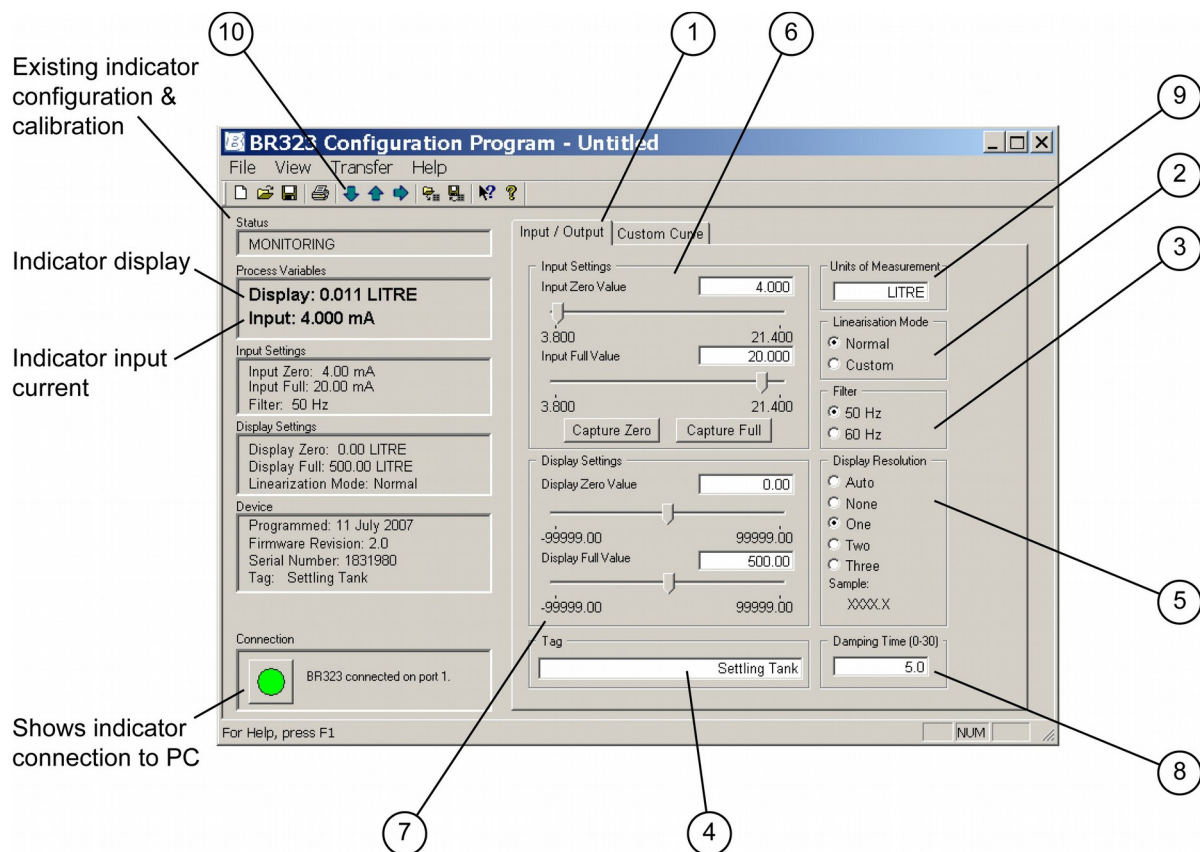 10
1
6
Existing indicator
configuration &
calibration
9
BR323 Configuration Program - Untitled
File View Transfer Help
2
Status
MONITORING
Input / Output
Custom Curve
3
Indicator display
Process Variables
Display: 0.011 LITRE
Input: 4.000 mA
Indicator input
current
Input Settings
Input Zero: 4.00 mA
Input Full: 20.00 mA
Filter: 50 Hz
Display Settings
Display Zero: 0.00 LITRE
Display Full: 500.00 LITRE
Linearization Mode: Normal
Device
Programmed: 11 July 2007
Firmware Revision: 2.0
Serial Number: 1831980
Tag: Settling Tank
Connection
BR323 connected on port 1.
Shows indicator
connection to PC
Input Settings
Input Zero Value 4.000
3.800 21.400
Input Full Value 20.000
3.800 21.400
Capture Zero Capture Full
Display Settings
Display Zero Value 0.00
-99999.00 99999.00
Display Full Value 500.00
-99999.00 99999.00
Tag
Settling Tank
Units of Measurement
LITRE
Linearisation Mode
Normal
Custom
Filter
50 Hz
60 Hz
Display Resolution
Auto
None
One
Two
Three
Sample:
XXXX.X
Damping Time (0-30)
5.0
5
For Help, press F1
NUM
8
7
4